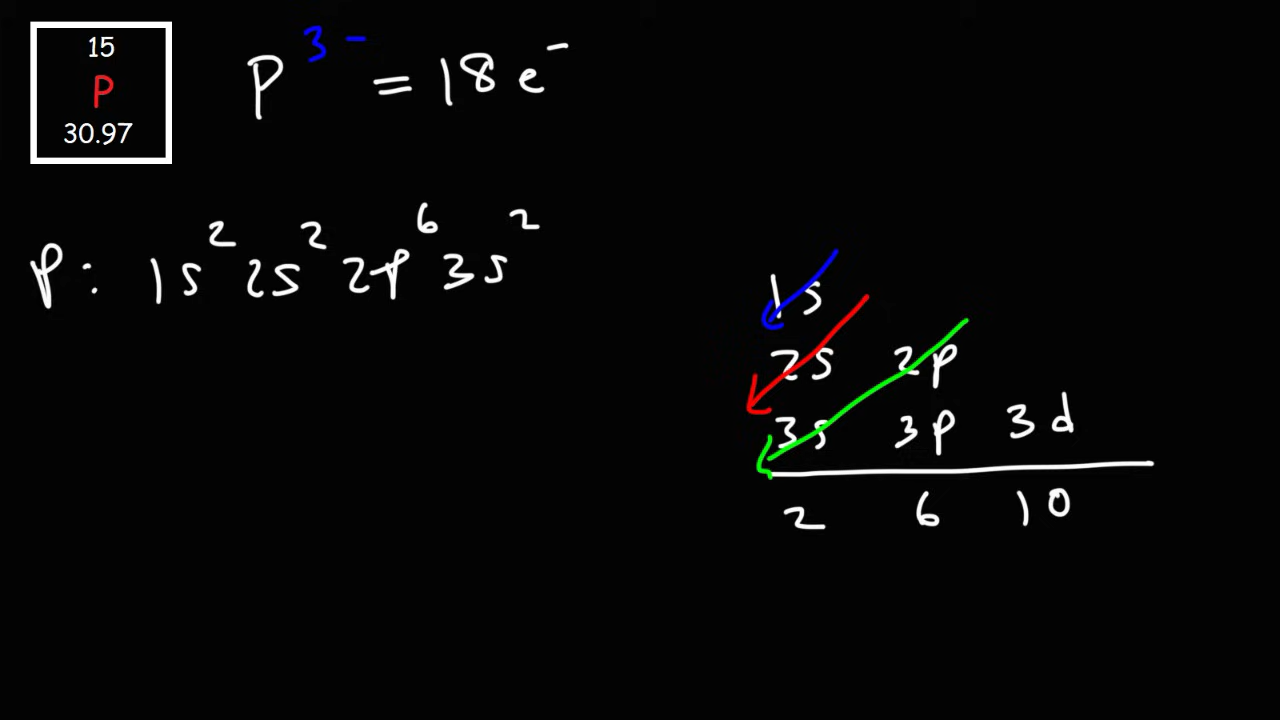 15
P
30.97
P³⁻ = 18 e⁻
P: 1s² 2s² 2p⁶ 3s²
1s
2s 2p
3s 3p 3d
2 6 10